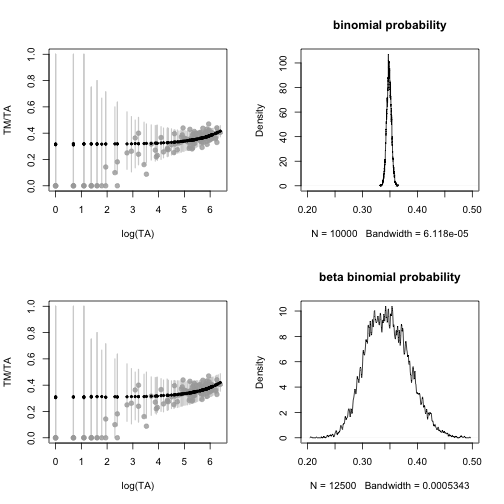 binomial probability
TM/TA
0.0 0.2 0.4 0.6 0.8 1.0
0 1 2 3 4 5 6
log(TA)
Density
0 20 40 60 80 100
0.20 0.30 0.40 0.50
N = 10000 Bandwidth = 6.118e-05
beta binomial probability
TM/TA
0.0 0.2 0.4 0.6 0.8 1.0
0 1 2 3 4 5 6
log(TA)
Density
0 2 4 6 8 10
0.20 0.30 0.40 0.50
N = 12500 Bandwidth = 0.0005343